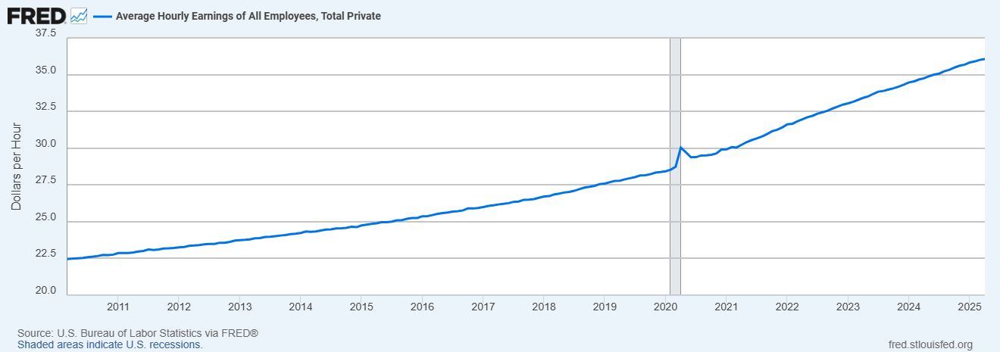 FRED® Average Hourly Earnings of All Employees, Total Private
37.5
35.0
32.5
30.0
27.5
25.0
22.5
20.0
Dollars per Hour
2011 2012 2013 2014 2015 2016 2017 2018 2019 2020 2021 2022 2023 2024 2025
Source: U.S. Bureau of Labor Statistics via FRED®
Shaded areas indicate U.S. recessions.
fred.stlouisfed.org